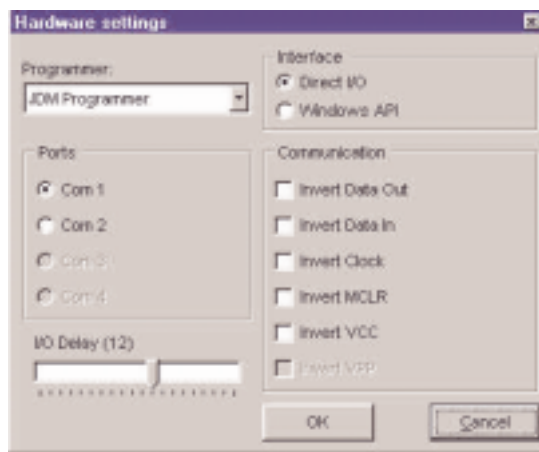 Hardware settings
Programmer:
JDM Programmer
Interface
Direct I/O
Windows API
Ports
Com 1
Com 2
Com 3
Com 4
I/O Delay (12)
Communication
Invert Data Out
Invert Data In
Invert Clock
Invert MCLR
Invert VCC
Invert VPP
OK
Cancel